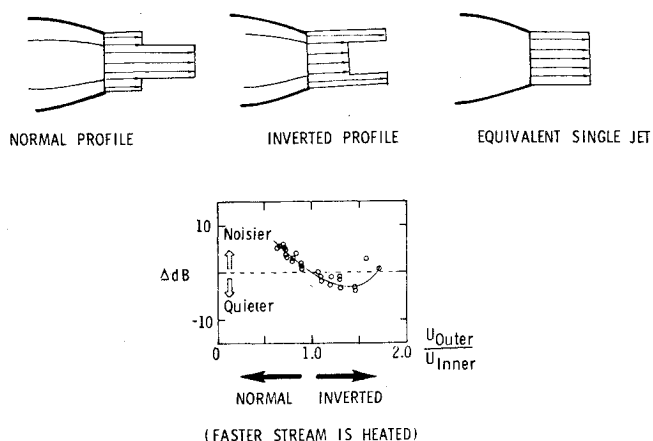 NORMAL PROFILE
INVERTED PROFILE
EQUIVALENT SINGLE JET
10
Noisier
ΔdB
Quieter
-10
0
1.0
2.0
U_Outer
U_Inner
NORMAL
INVERTED
(FASTER STREAM IS HEATED)